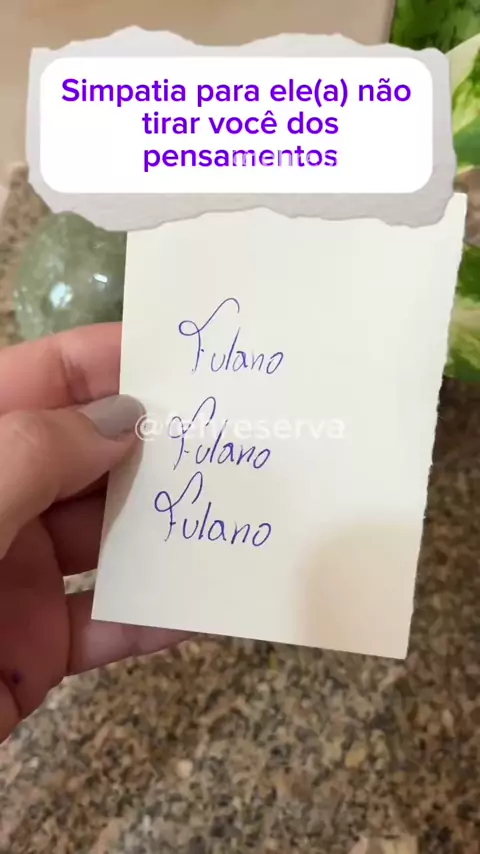 Simpatia para ele(a) não
tirar você dos
pensamentos
Fulano
Fulano
Fulano